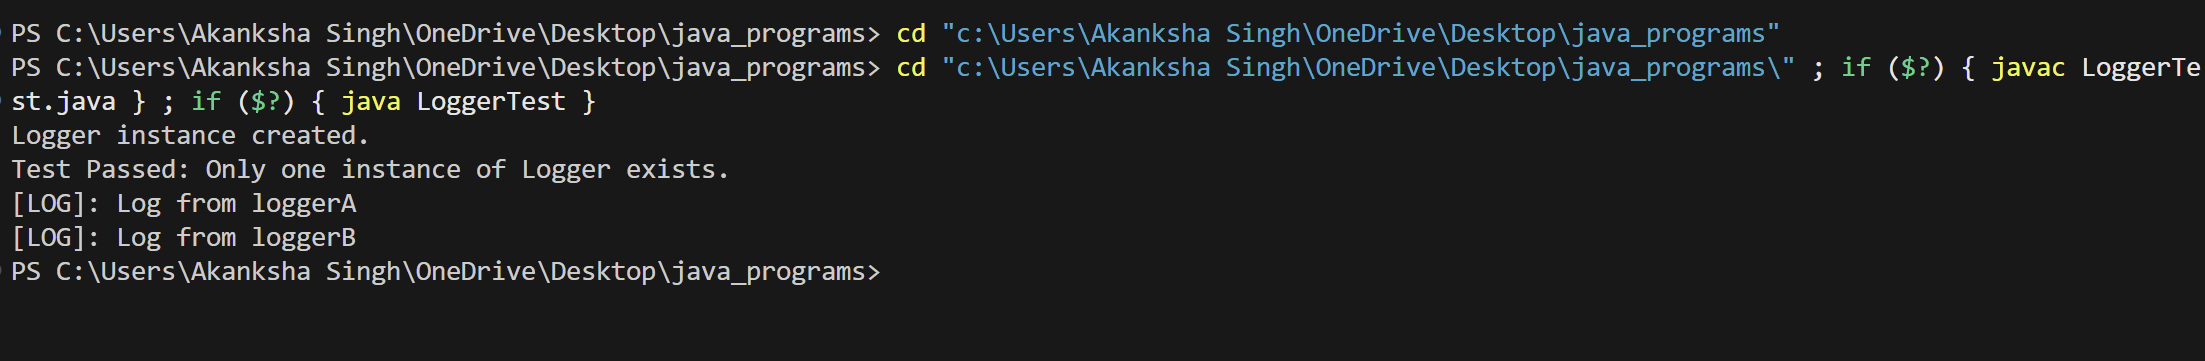 PS C:\Users\Akanksha Singh\OneDrive\Desktop\java_programs> cd "c:\Users\Akanksha Singh\OneDrive\Desktop\java_programs"
PS C:\Users\Akanksha Singh\OneDrive\Desktop\java_programs> cd "c:\Users\Akanksha Singh\OneDrive\Desktop\java_programs\" ; if ($?) { javac LoggerTe
st.java } ; if ($?) { java LoggerTest }
Logger instance created.
Test Passed: Only one instance of Logger exists.
[LOG]: Log from loggerA
[LOG]: Log from loggerB
PS C:\Users\Akanksha Singh\OneDrive\Desktop\java_programs>